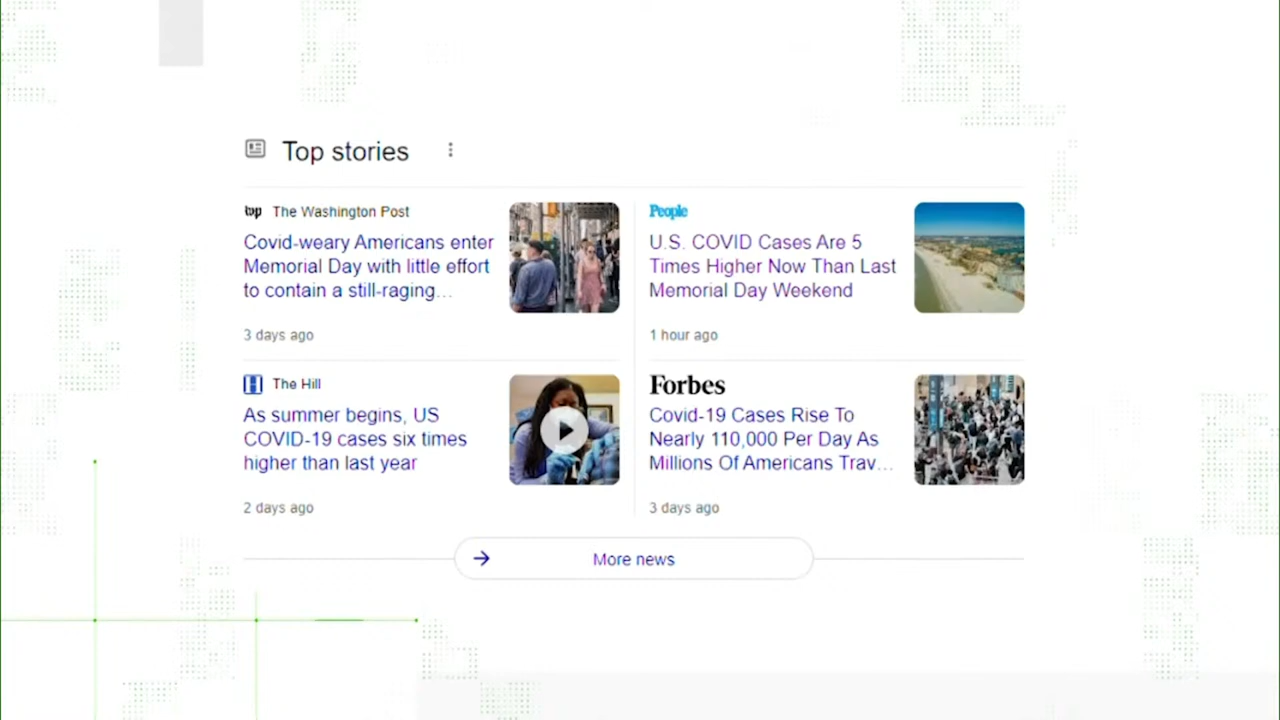 Top stories
wp The Washington Post
Covid-weary Americans enter
Memorial Day with little effort
to contain a still-raging...
3 days ago
People
U.S. COVID Cases Are 5
Times Higher Now Than Last
Memorial Day Weekend
1 hour ago
H The Hill
As summer begins, US
COVID-19 cases six times
higher than last year
2 days ago
Forbes
Covid-19 Cases Rise To
Nearly 110,000 Per Day As
Millions Of Americans Trav...
3 days ago
More news